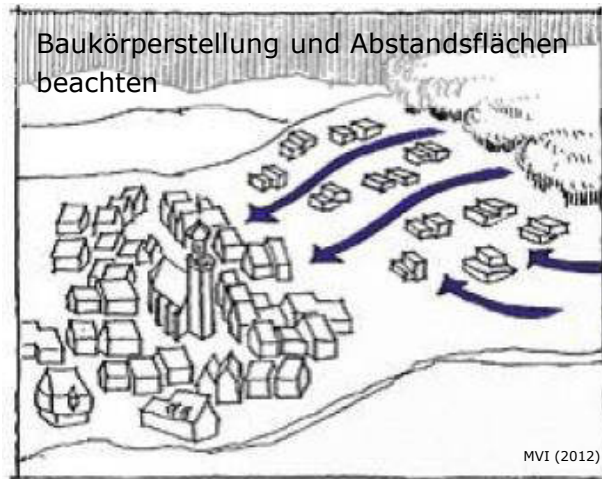 Baukörperstellung und Abstandsflächen
beachten
MVI (2012)